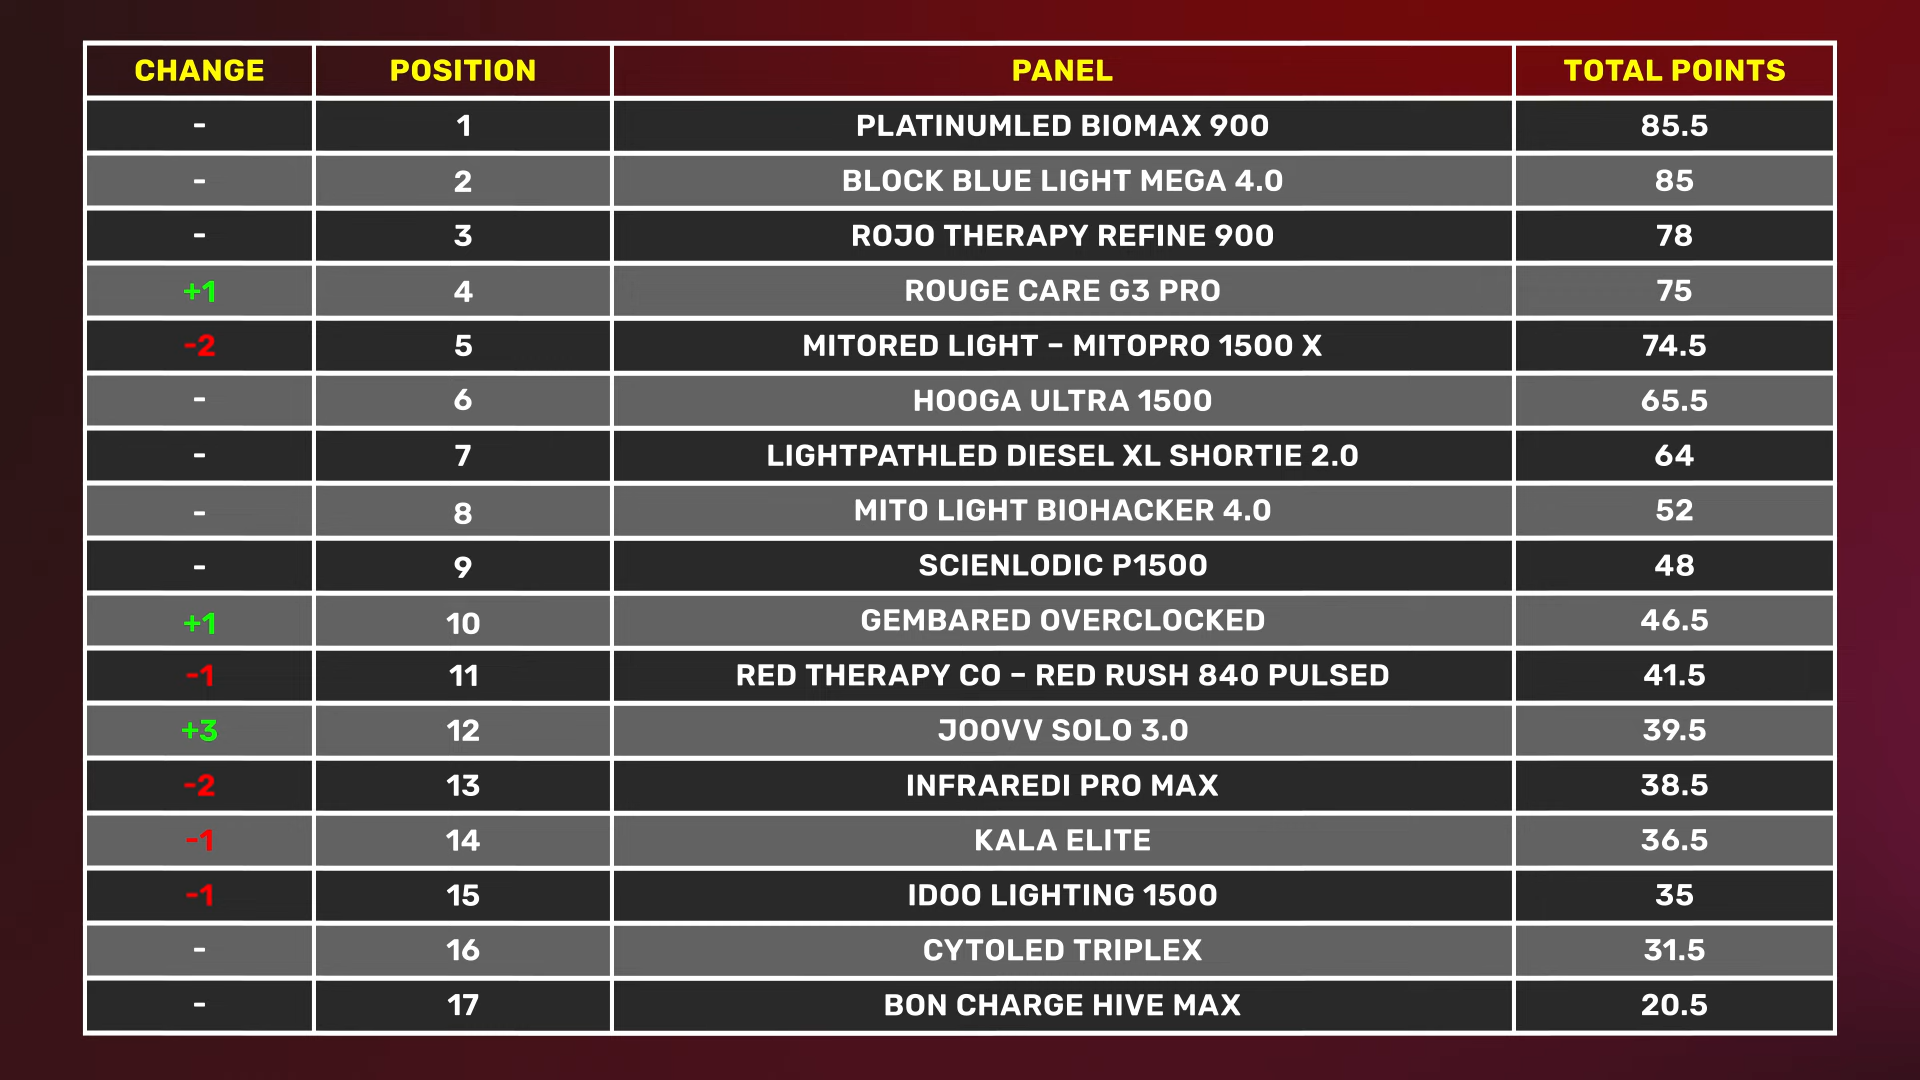 CHANGE POSITION PANEL TOTAL POINTS
- 1 PLATINUMLED BIOMAX 900 85.5
- 2 BLOCK BLUE LIGHT MEGA 4.0 85
- 3 ROJO THERAPY REFINE 900 78
+1 4 ROUGE CARE G3 PRO 75
-2 5 MITORED LIGHT – MITOPRO 1500 X 74.5
- 6 HOOGA ULTRA 1500 65.5
- 7 LIGHTPATHLED DIESEL XL SHORTIE 2.0 64
- 8 MITO LIGHT BIOHACKER 4.0 52
- 9 SCIENLODIC P1500 48
+1 10 GEMBARED OVERCLOCKED 46.5
-1 11 RED THERAPY CO – RED RUSH 840 PULSED 41.5
+3 12 JOOVV SOLO 3.0 39.5
-2 13 INFRAREDI PRO MAX 38.5
-1 14 KALA ELITE 36.5
-1 15 IDOO LIGHTING 1500 35
- 16 CYTOLED TRIPLEX 31.5
- 17 BON CHARGE HIVE MAX 20.5